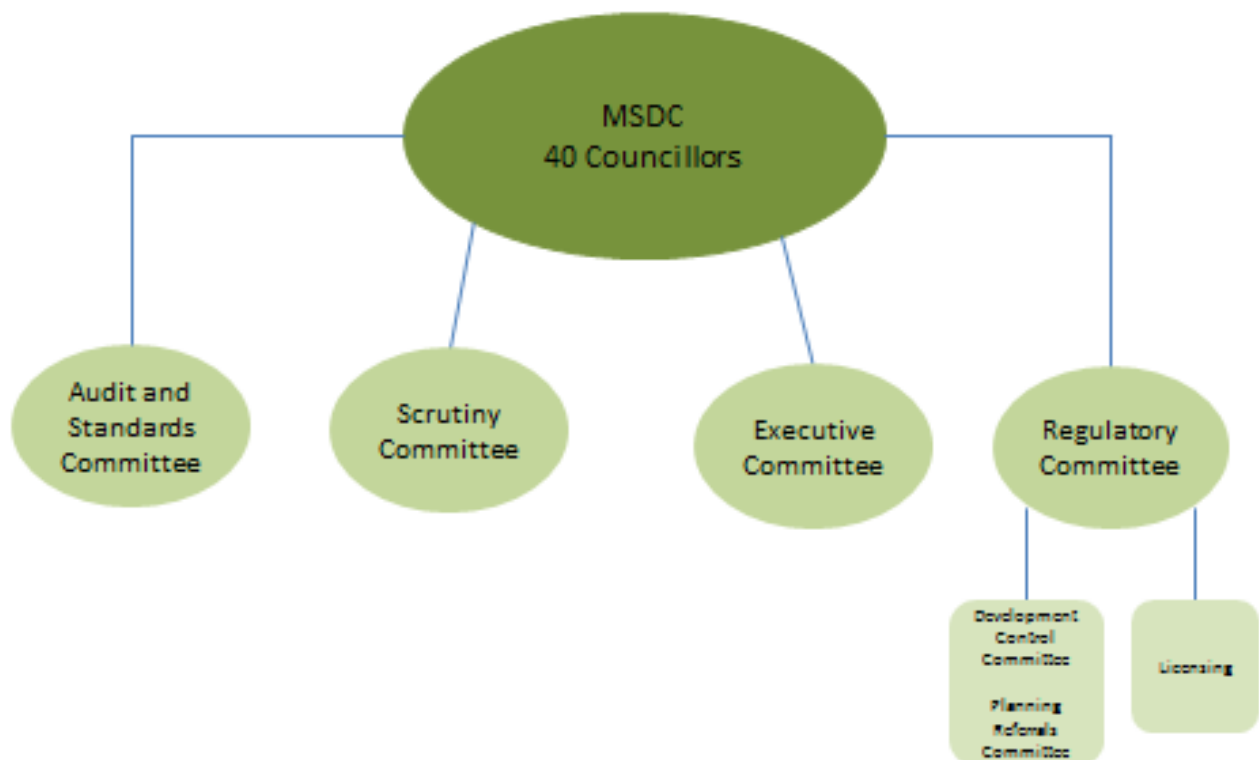 MSDC
40 Councillors
Audit and
Standards
Committee
Scrutiny
Committee
Executive
Committee
Regulatory
Committee
Development
Control
Committee
Planning
Referrals
Committee
Licensing